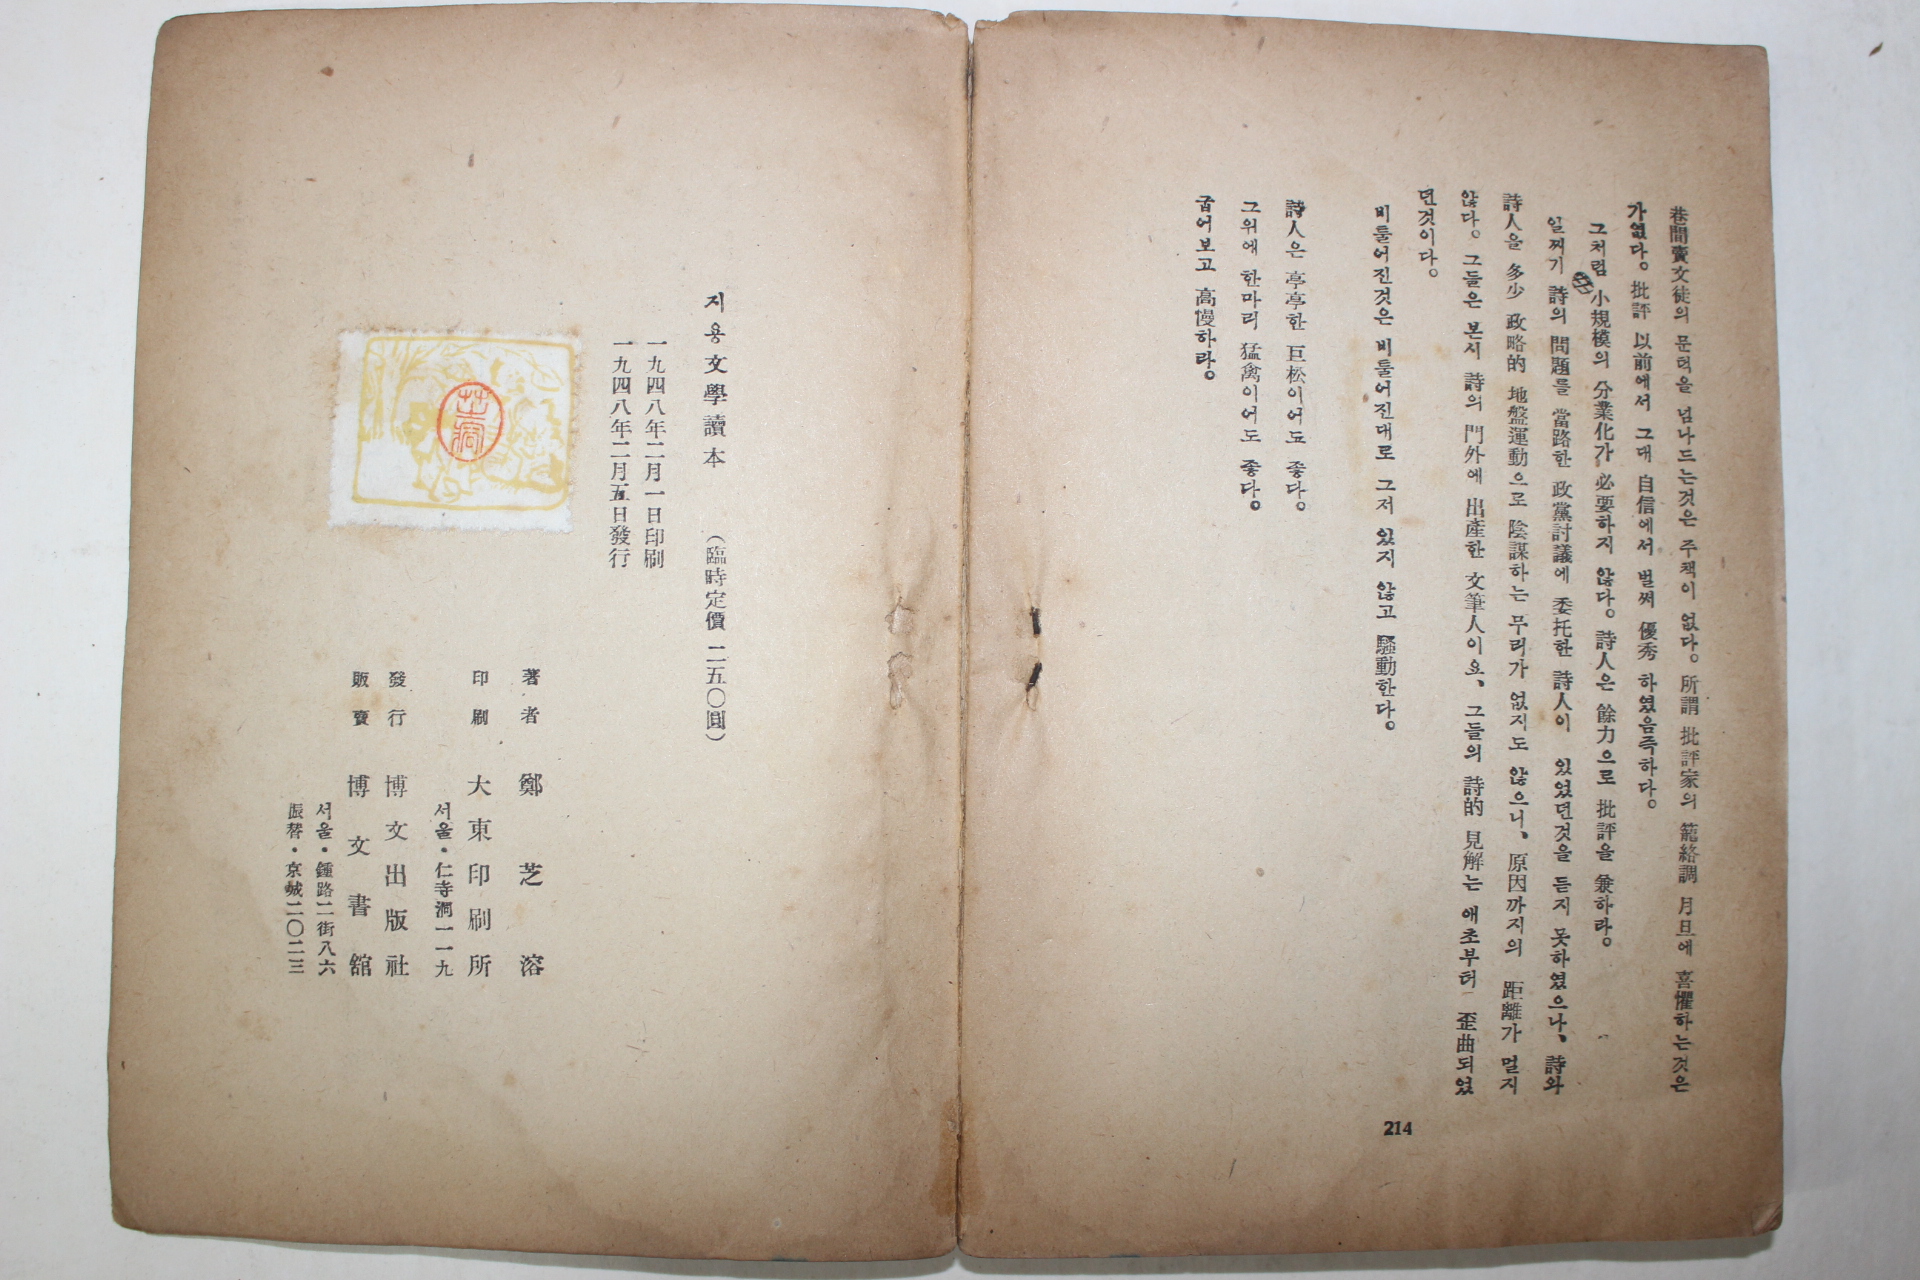 巷間賣文徒의 문턱을 넘나드는것은 주책이 없다。所謂 批評家의 籠絡調 月旦에 喜懼하는것은
가엾다。批評 以前에서 그대 自信에서 벌써 優秀 하였음즉하다。
그처럼 小規模의 分業化가 必要하지 않다。詩人은 餘力으로 批評을 兼하라。
일찌기 詩의 問題를 當路한 政黨討議에 委托한 詩人이 있었던것을 듣지 못하였으나、詩와
詩人을 多少 政略的 地盤運動으로 陰謀하는 무리가 없지도 않으니、原因까지의 距離가 멀지
않다。그들은 본시 詩의 門外에 出產한 文筆人이요、그들의 詩的 見解는 애초부터 歪曲되었
던것이다。
비뚤어진것은 비뚤어진대로 그저 있지 않고 騷動한다。
詩人은 亭亭한 巨松이어도 좋다。
그위에 한마리 猛禽이어도 좋다。
굽어보고 高慢하라。
214
지용文學讀本 (臨時定價 二五〇圓)
一九四八年二月一日印刷
一九四八年二月五日發行
著者 鄭芝溶
印刷 大東印刷所
서울・仁寺洞一一九
發行 博文出版社
販賣 博文書館
서울・鍾路二街八六
振替・京城二〇二三